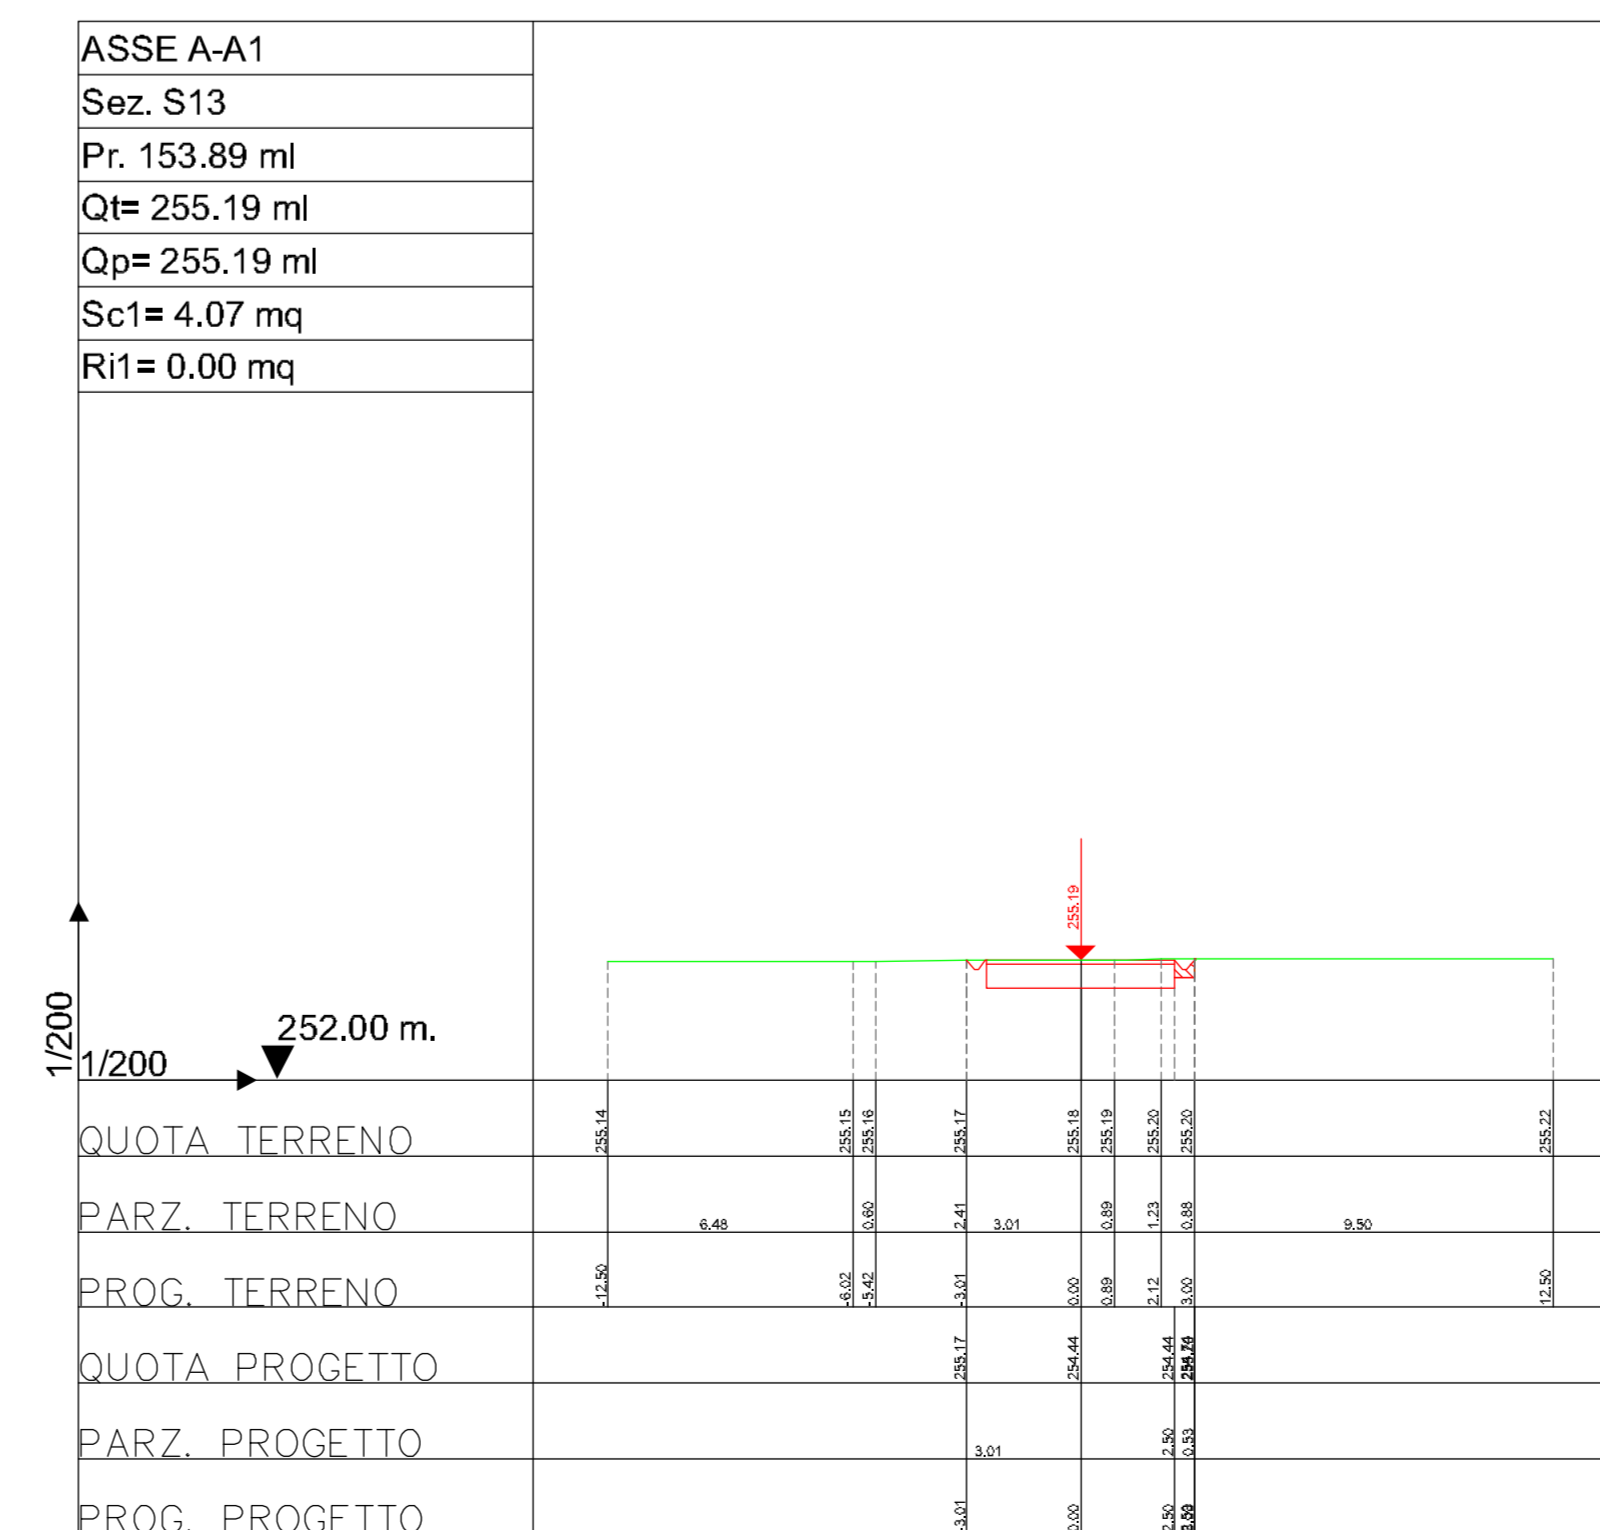 ASSE A-A1
Sez. S13
Pr. 153.89 ml
Qt= 255.19 ml
Qp= 255.19 ml
Sc1= 4.07 mq
Ri1= 0.00 mq
255.19
252.00 m.
1/200
1/200
QUOTA TERRENO 255.14 255.15 255.16 255.17 255.18 255.19 255.20 255.20 255.22
PARZ. TERRENO 6.48 0.60 2.41 3.01 0.89 1.23 0.88 9.50
PROG. TERRENO -12.50 -6.02 -5.42 -3.01 0.00 0.89 2.12 3.00 12.50
QUOTA PROGETTO 255.17 254.44 254.44
PARZ. PROGETTO 3.01 2.50 0.53
PROG. PROGETTO -3.01 0.00 2.50